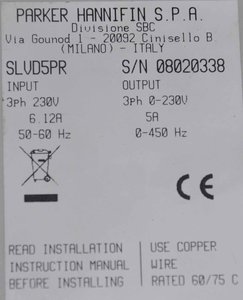 PARKER HANNIFIN S.P.A.
Divisione SBC
Via Gounod 1 - 20092 Cinisello B.
(MILANO) - ITALY
SLVD5PR S/N 08020338
INPUT OUTPUT
3Ph 230V 3Ph 0-230V
6.12A 5A
50-60 Hz 0-450 Hz
CE
READ INSTALLATION USE COPPER
INSTRUCTION MANUAL WIRE
BEFORE INSTALLING RATED 60/75 C